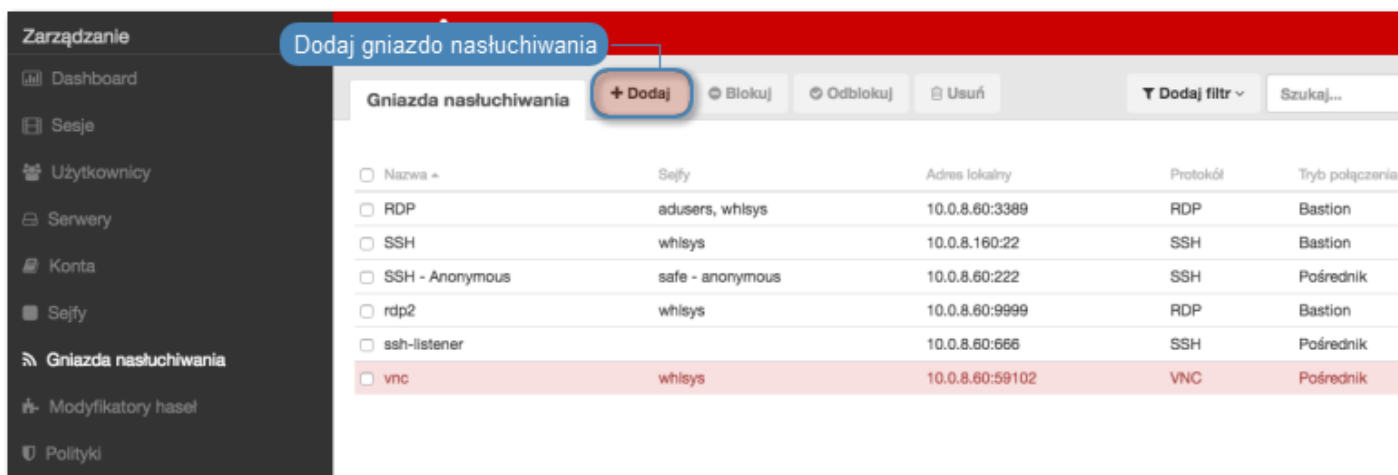 Zarządzanie
Dodaj gniazdo nasłuchiwania
Dashboard
Gniazda nasłuchiwania
+ Dodaj
Blokuj
Odblokuj
Usuń
Dodaj filtr
Szukaj...
Sesje
Użytkownicy
Serwery
Konta
Sejfy
Gniazda nasłuchiwania
Modyfikatory haseł
Polityki
Nazwa Sejfy Adres lokalny Protokół Tryb połączenia
RDP adusers, whlsys 10.0.8.60:3389 RDP Bastion
SSH whlsys 10.0.8.160:22 SSH Bastion
SSH - Anonymous safe - anonymous 10.0.8.60:222 SSH Pośrednik
rdp2 whlsys 10.0.8.60:9999 RDP Bastion
ssh-listener 10.0.8.60:666 SSH Pośrednik
vnc whlsys 10.0.8.60:59102 VNC Pośrednik